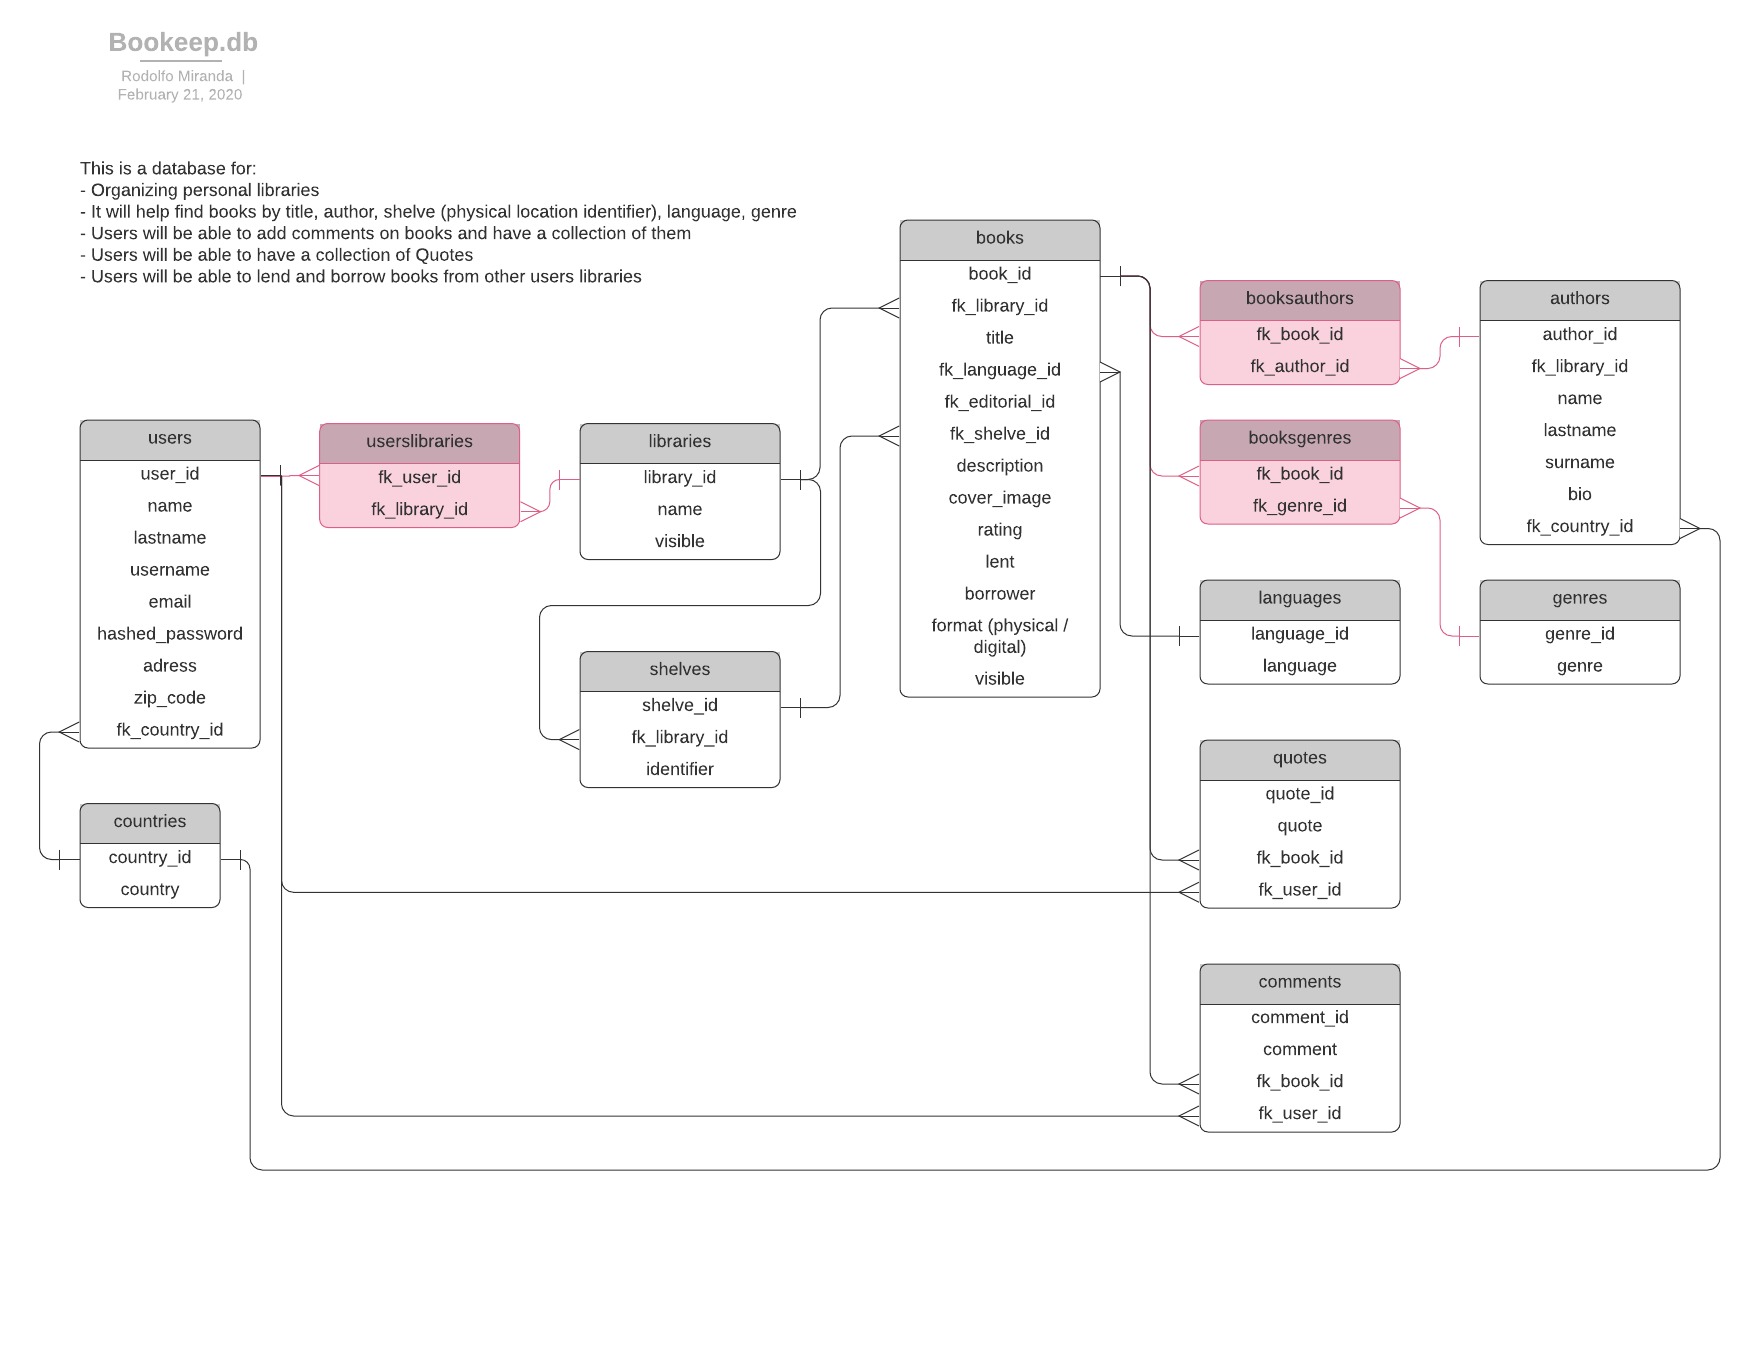 Bookeep.db
Rodolfo Miranda |
February 21, 2020
This is a database for:
- Organizing personal libraries
- It will help find books by title, author, shelve (physical location identifier), language, genre
- Users will be able to add comments on books and have a collection of them
- Users will be able to have a collection of Quotes
- Users will be able to lend and borrow books from other users libraries
users
user_id
name
lastname
username
email
hashed_password
adress
zip_code
fk_country_id
countries
country_id
country
userslibraries
fk_user_id
fk_library_id
libraries
library_id
name
visible
shelves
shelve_id
fk_library_id
identifier
books
book_id
fk_library_id
title
fk_language_id
fk_editorial_id
fk_shelve_id
description
cover_image
rating
lent
borrower
format (physical /
digital)
visible
booksauthors
fk_book_id
fk_author_id
booksgenres
fk_book_id
fk_genre_id
languages
language_id
language
quotes
quote_id
quote
fk_book_id
fk_user_id
comments
comment_id
comment
fk_book_id
fk_user_id
authors
author_id
fk_library_id
name
lastname
surname
bio
fk_country_id
genres
genre_id
genre